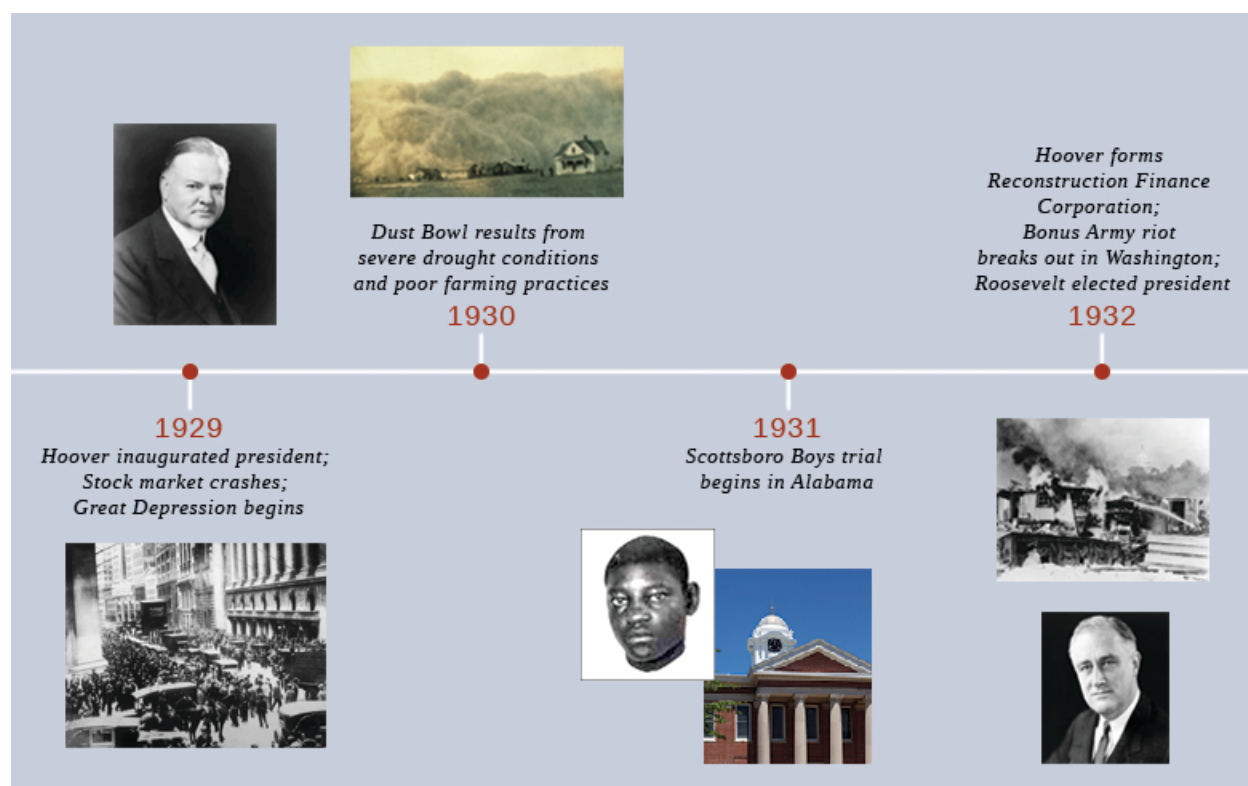 1929
Hoover inaugurated president;
Stock market crashes;
Great Depression begins
Dust Bowl results from
severe drought conditions
and poor farming practices
1930
1931
Scottsboro Boys trial
begins in Alabama
Hoover forms
Reconstruction Finance
Corporation;
Bonus Army riot
breaks out in Washington;
Roosevelt elected president
1932